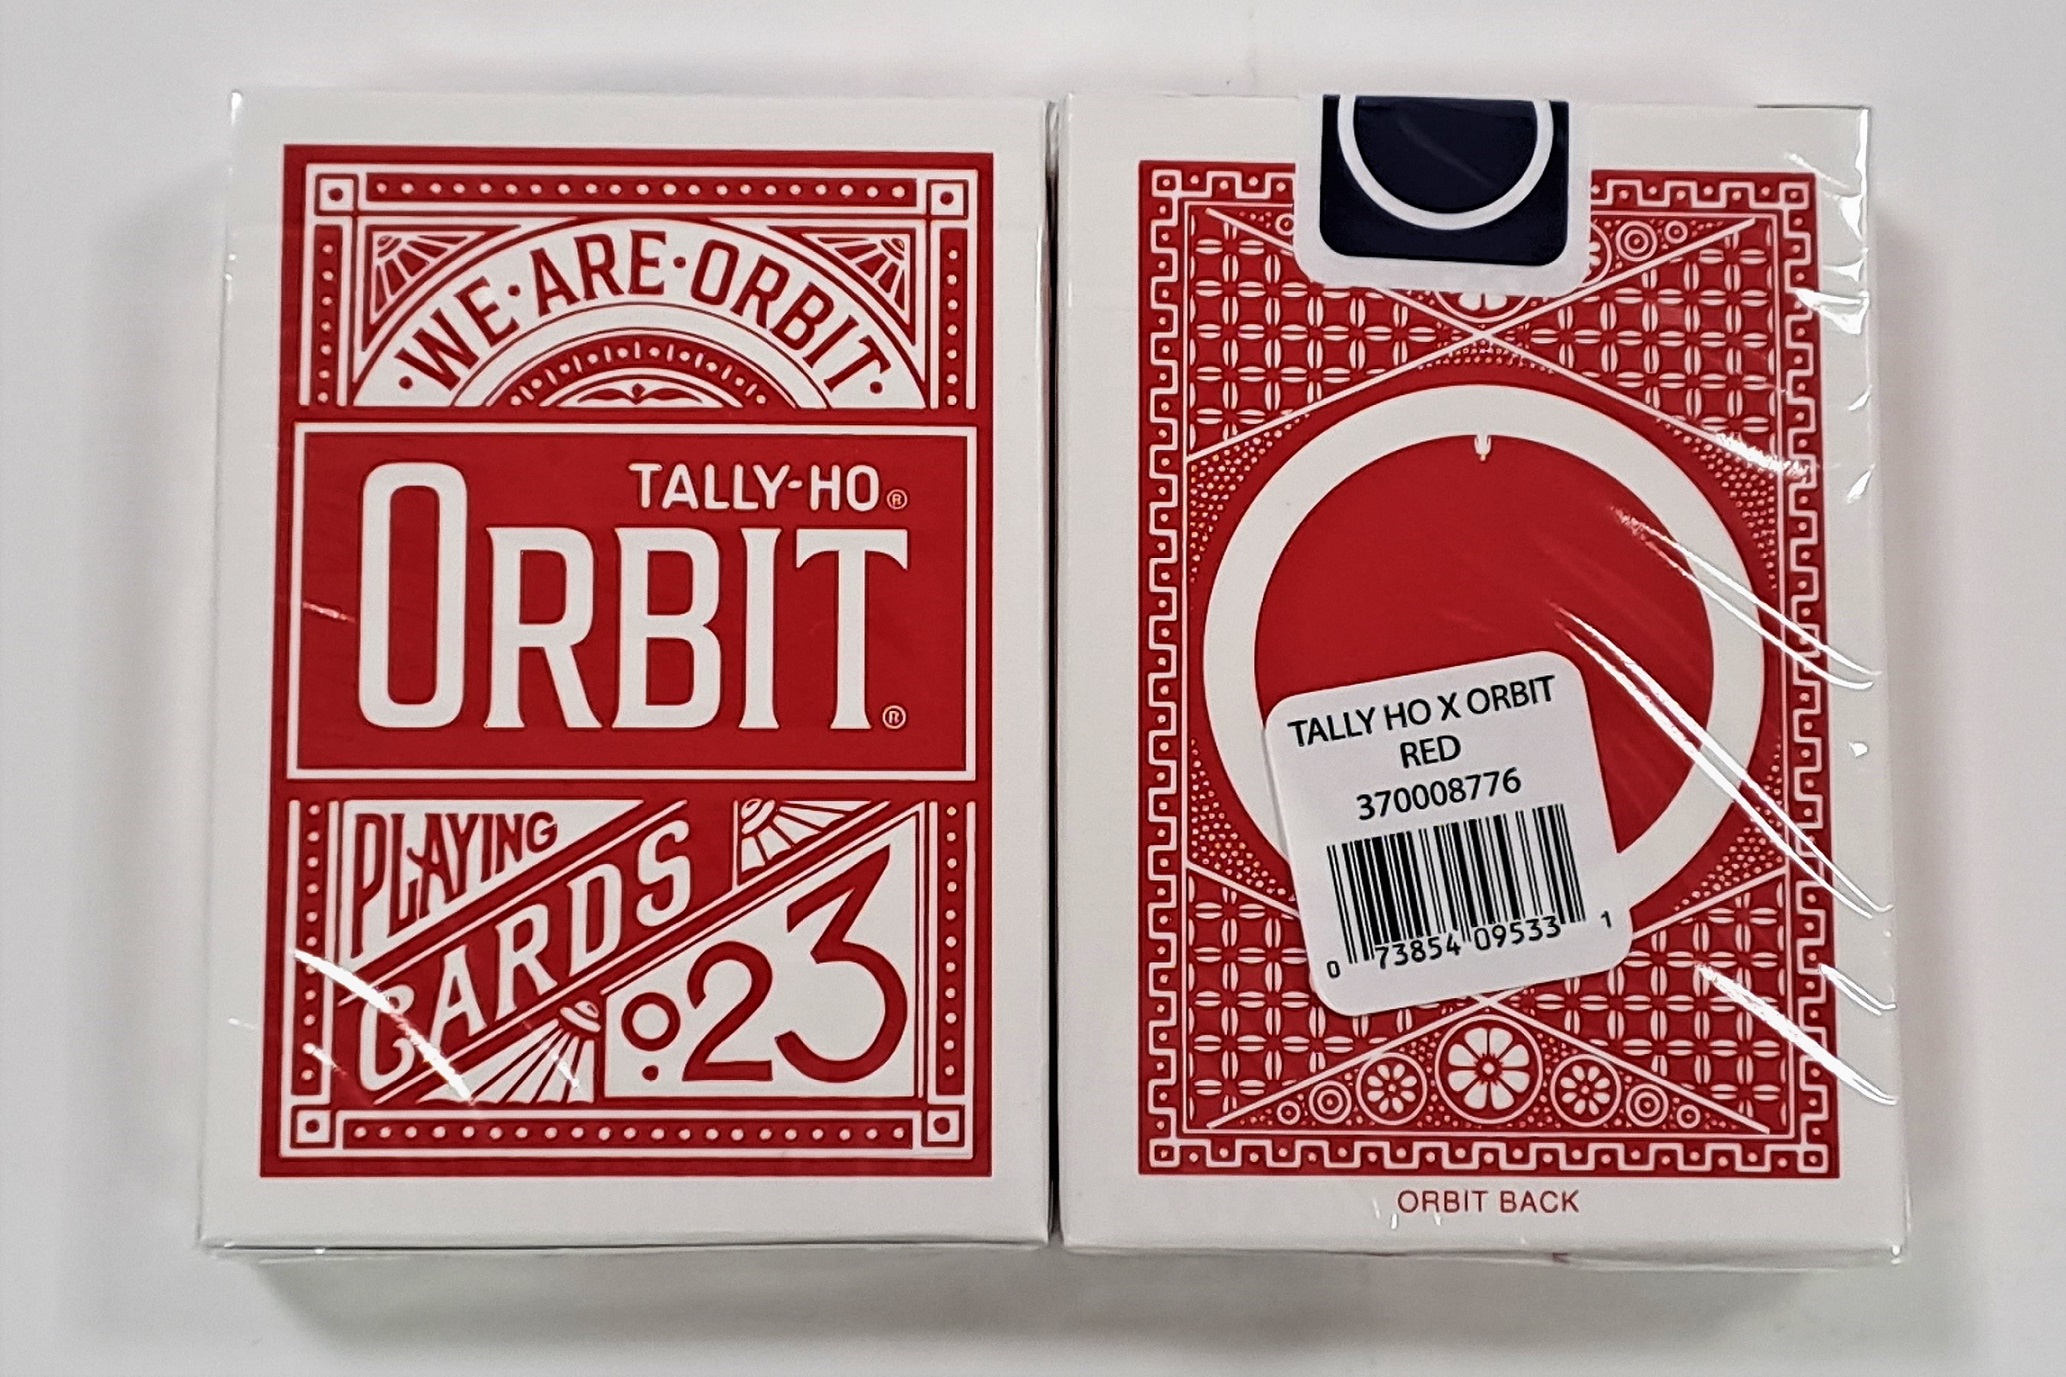 WE·ARE·ORBIT
TALLY-HO®
ORBIT®
PLAYING
CARDS
º23
TALLY HO X ORBIT
RED
370008776
0 73854 09533 1
ORBIT BACK